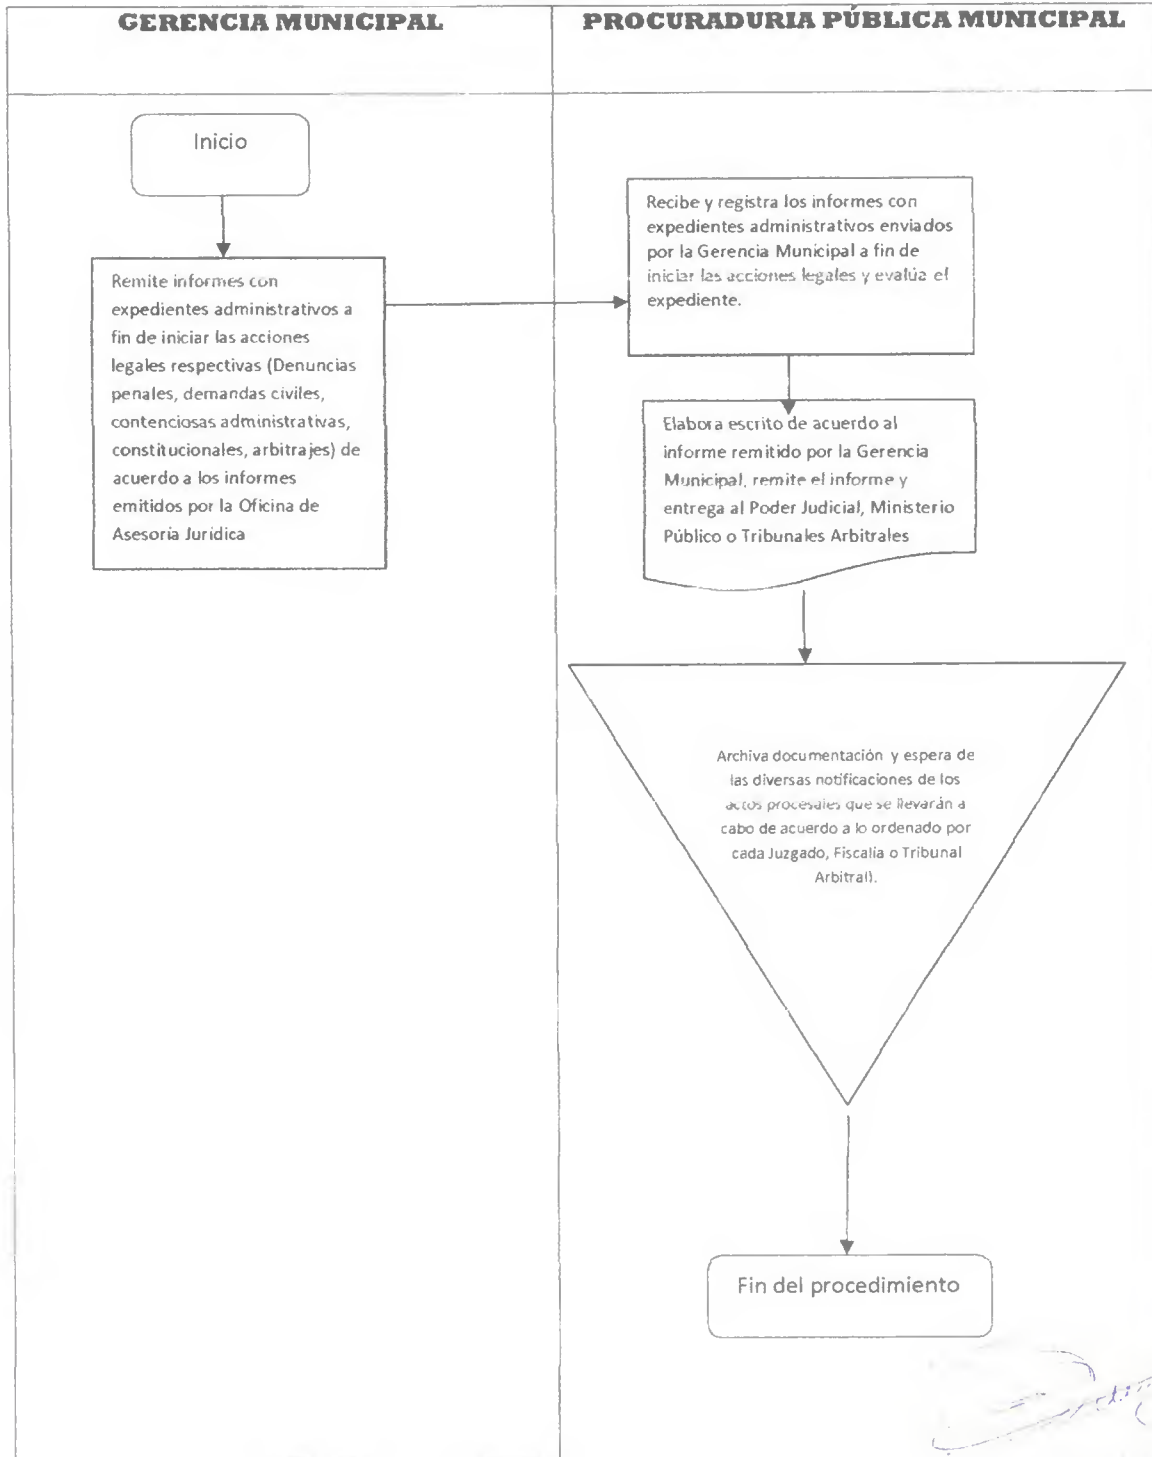 GERENCIA MUNICIPAL
PROCURADURIA PÚBLICA MUNICIPAL
Inicio
Remite informes con
expedientes administrativos a
fin de iniciar las acciones
legales respectivas (Denuncias
penales, demandas civiles,
contenciosas administrativas,
constitucionales, arbitrajes) de
acuerdo a los informes
emitidos por la Oficina de
Asesoría Jurídica
Recibe y registra los informes con
expedientes administrativos enviados
por la Gerencia Municipal a fin de
iniciar las acciones legales y evalúa el
expediente.
Elabora escrito de acuerdo al
informe remitido por la Gerencia
Municipal, remite el informe y
entrega al Poder Judicial, Ministerio
Público o Tribunales Arbitrales
Archiva documentación y espera de
las diversas notificaciones de los
actos procesales que se llevarán a
cabo de acuerdo a lo ordenado por
cada Juzgado, Fiscalía o Tribunal
Arbitral).
Fin del procedimiento